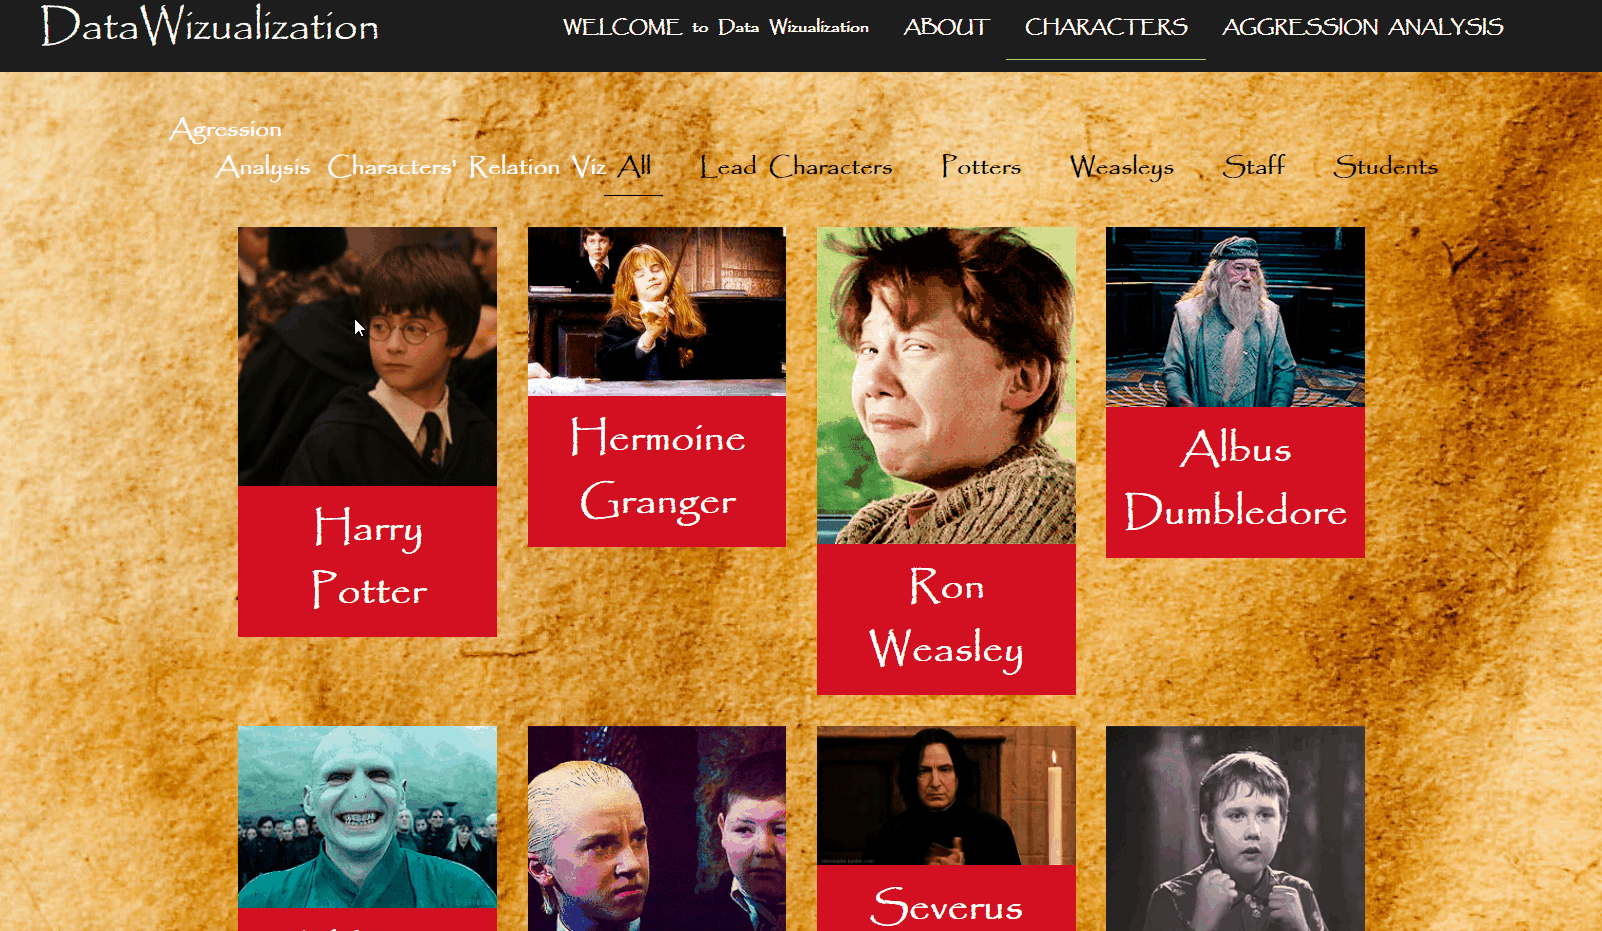 DataWizualization
WELCOME to Data Wizualization ABOUT CHARACTERS AGGRESSION ANALYSIS
Agression
Analysis Characters' Relation Viz All Lead Characters Potters Weasleys Staff Students
Harry
Potter
Hermoine
Granger
Ron
Weasley
Albus
Dumbledore
Severus